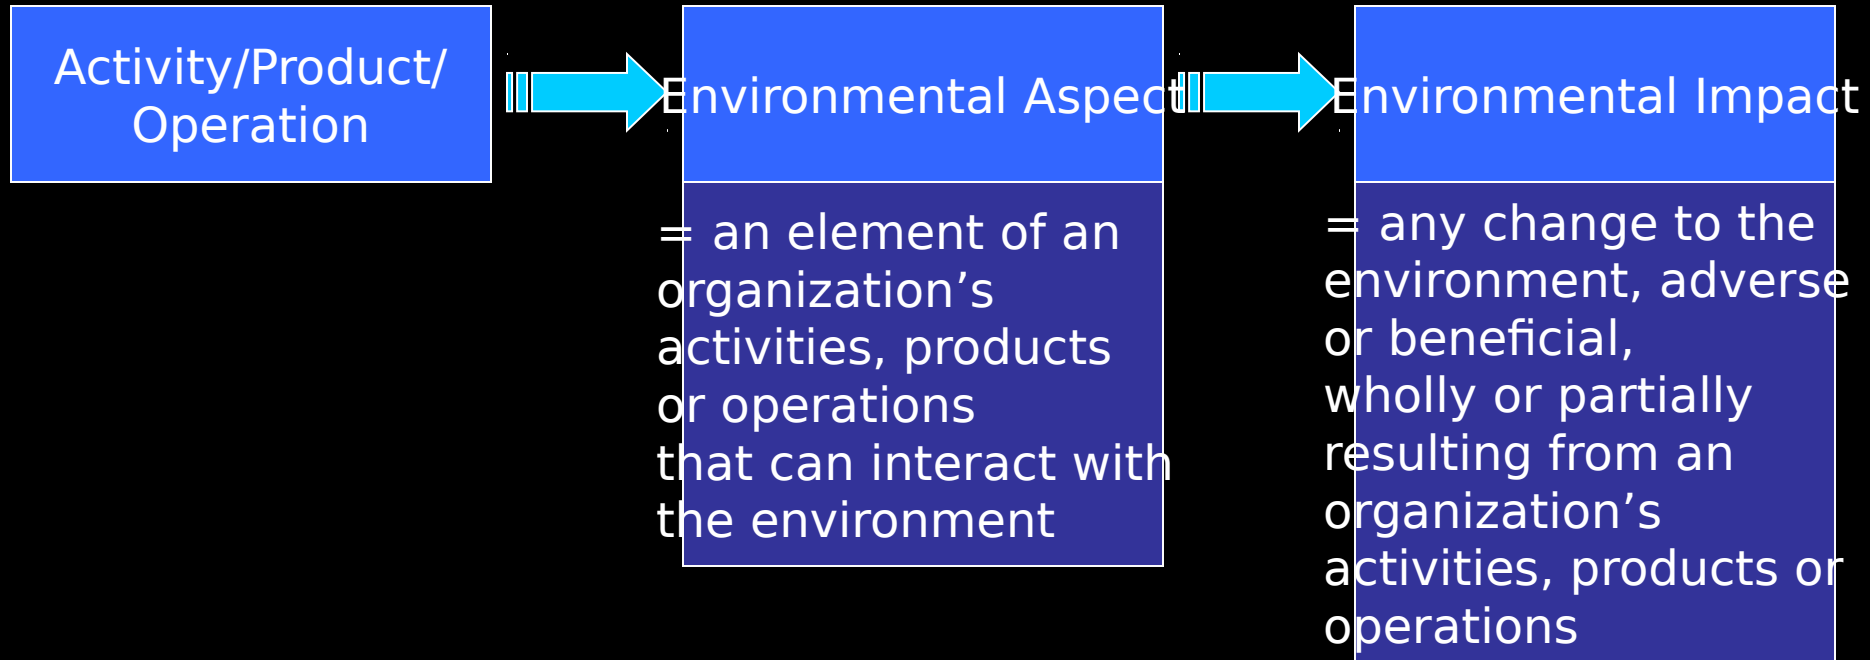 Activity/Product/
Operation
Environmental Aspect
= an element of an
organization’s
activities, products
or operations
that can interact with
the environment
Environmental Impact
= any change to the
environment, adverse
or beneficial,
wholly or partially
resulting from an
organization’s
activities, products or
operations